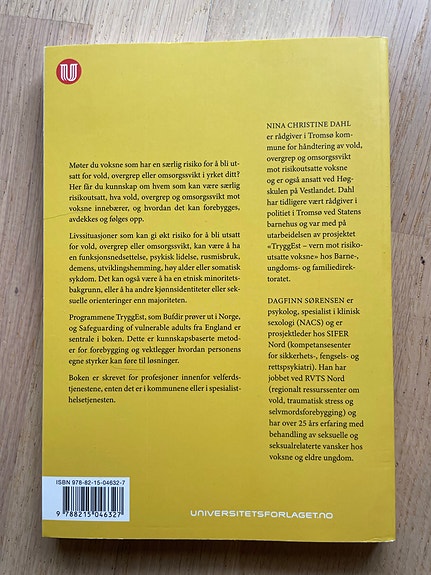 Møter du voksne som har en særlig risiko for å bli ut-
satt for vold, overgrep eller omsorgssvikt i yrket ditt?
Her får du kunnskap om hvem som kan være særlig
risikoutsatt, hva vold, overgrep og omsorgssvikt mot
voksne innebærer, og hvordan det kan forebygges,
avdekkes og følges opp.
Livssituasjoner som kan gi økt risiko for å bli utsatt
for vold, overgrep eller omsorgssvikt, kan være å ha
en funksjonsnedsettelse, psykisk lidelse, rusmisbruk,
demens, utviklingshemming, høy alder eller somatisk
sykdom. Det kan også være å ha en etnisk minoritets-
bakgrunn, eller å ha andre kjønnsidentiteter eller sek-
suelle orienteringer enn majoriteten.
Programmene TryggEst, som Bufdir prøver ut i Norge,
og Safeguarding of vulnerable adults fra England er
sentrale i boken. Dette er kunnskapsbaserte metod-
er for forebygging og vektlegger hvordan personens
egne styrker kan føre til løsninger.
Boken er skrevet for profesjoner innenfor velferds-
tjenestene, enten det er i kommunene eller i spesialist-
helsetjenesten.
NINA CHRISTINE DAHL
er rådgiver i Tromsø kom-
mune for håndtering av vold,
overgrep og omsorgssvikt
mot risikoutsatte voksne
og er også ansatt ved Høg-
skulen på Vestlandet. Dahl
har tidligere vært rådgiver i
politiet i Tromsø ved Statens
barnehus og var med på
utarbeidelsen av prosjektet
«TryggEst – vern mot risiko-
utsatte voksne» hos Barne-,
ungdoms- og familiedirek-
toratet.
DAGFINN SØRENSEN er
psykolog, spesialist i klinisk
sexologi (NACS) og er
prosjektleder hos SIFER
Nord (kompetansesenter
for sikkerhets-, fengsels- og
rettspsykiatri). Han har
jobbet ved RVTS Nord
(regionalt ressurssenter om
vold, traumatisk stress og
selvmordsforebygging) og
har over 25 års erfaring med
behandling av seksuelle og
seksualrelaterte vansker hos
voksne og eldre ungdom.
ISBN 978-82-15-04632-7
9 788215 046327
UNIVERSITETSFORLAGET.NO